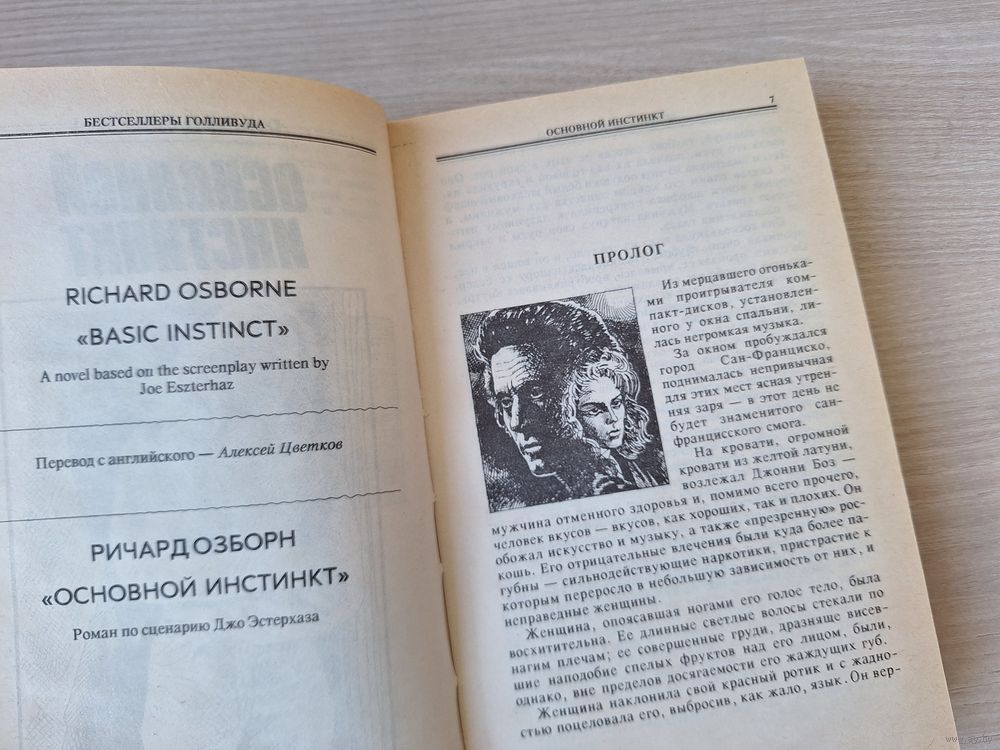 БЕСТСЕЛЛЕРЫ ГОЛЛИВУДА
RICHARD OSBORNE
«BASIC INSTINCT»
A novel based on the screenplay written by
Joe Eszterhaz
Перевод с английского — Алексей Цветков
РИЧАРД ОЗБОРН
«ОСНОВНОЙ ИНСТИНКТ»
Роман по сценарию Джо Эстерхаза
7
ОСНОВНОЙ ИНСТИНКТ
ПРОЛОГ
Из мерцавшего огонька-
ми проигрывателя ком-
пакт-дисков, установлен-
ного у окна спальни, ли-
лась негромкая музыка.
За окном пробуждался
город Сан-Франциско,
поднималась непривычная
для этих мест ясная утрен-
няя заря — в этот день не
будет знаменитого сан-
францисского смога.
На кровати, огромной
кровати из желтой латуни,
возлежал Джонни Боз —
мужчина отменного здоровья и, помимо всего прочего,
человек вкусов — вкусов, как хороших, так и плохих. Он
обожал искусство и музыку, а также «презренную» рос-
кошь. Его отрицательные влечения были куда более па-
губны — сильнодействующие наркотики, пристрастие к
которым переросло в небольшую зависимость от них, и
неправедные женщины.
Женщина, опоясавшая ногами его голое тело, была
восхитительна. Ее длинные светлые волосы стекали по
нагим плечам; ее совершенные груди, дразняще висев-
шие наподобие спелых фруктов над его лицом, были,
однако, вне пределов досягаемости его жаждущих губ.
Женщина наклонила свой красный ротик и с жадно-
стью поцеловала его, выбросив, как жало, язык. Он вер-